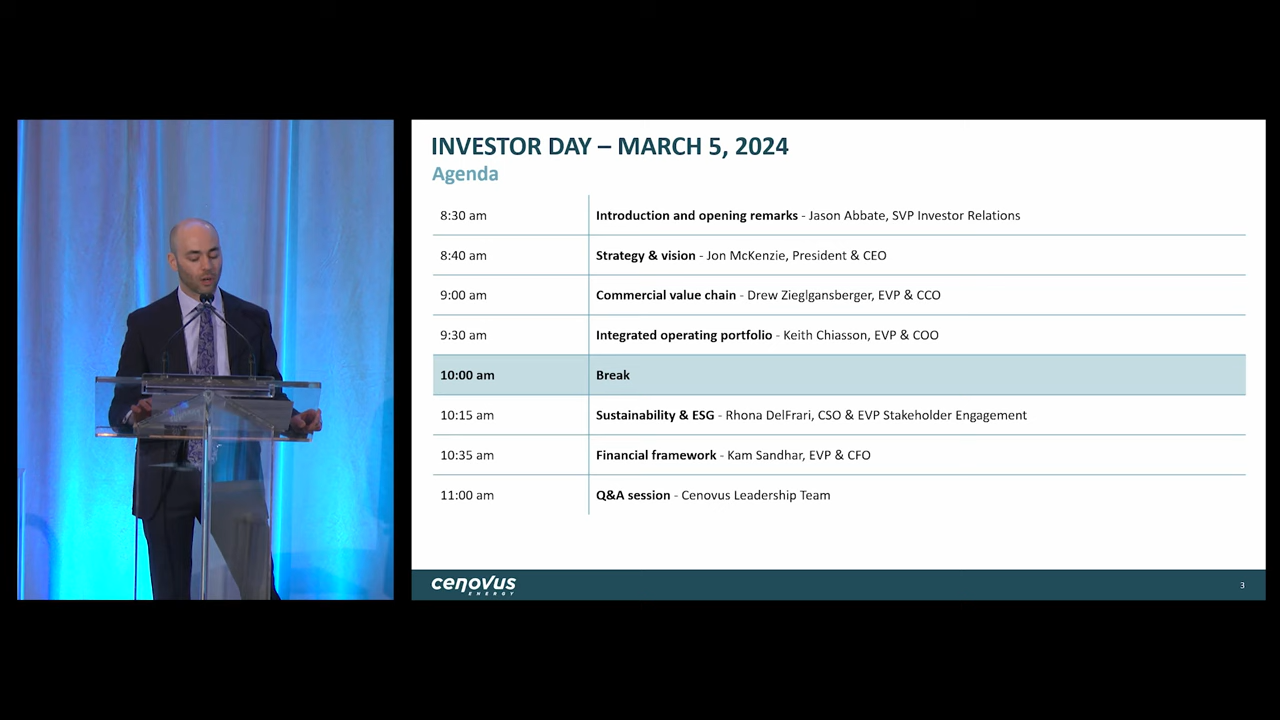 INVESTOR DAY – MARCH 5, 2024
Agenda
8:30 am Introduction and opening remarks - Jason Abbate, SVP Investor Relations
8:40 am Strategy & vision - Jon McKenzie, President & CEO
9:00 am Commercial value chain - Drew Zieglgansberger, EVP & CCO
9:30 am Integrated operating portfolio - Keith Chiasson, EVP & COO
10:00 am Break
10:15 am Sustainability & ESG - Rhona DelFrari, CSO & EVP Stakeholder Engagement
10:35 am Financial framework - Kam Sandhar, EVP & CFO
11:00 am Q&A session - Cenovus Leadership Team
cenovus
ENERGY
3